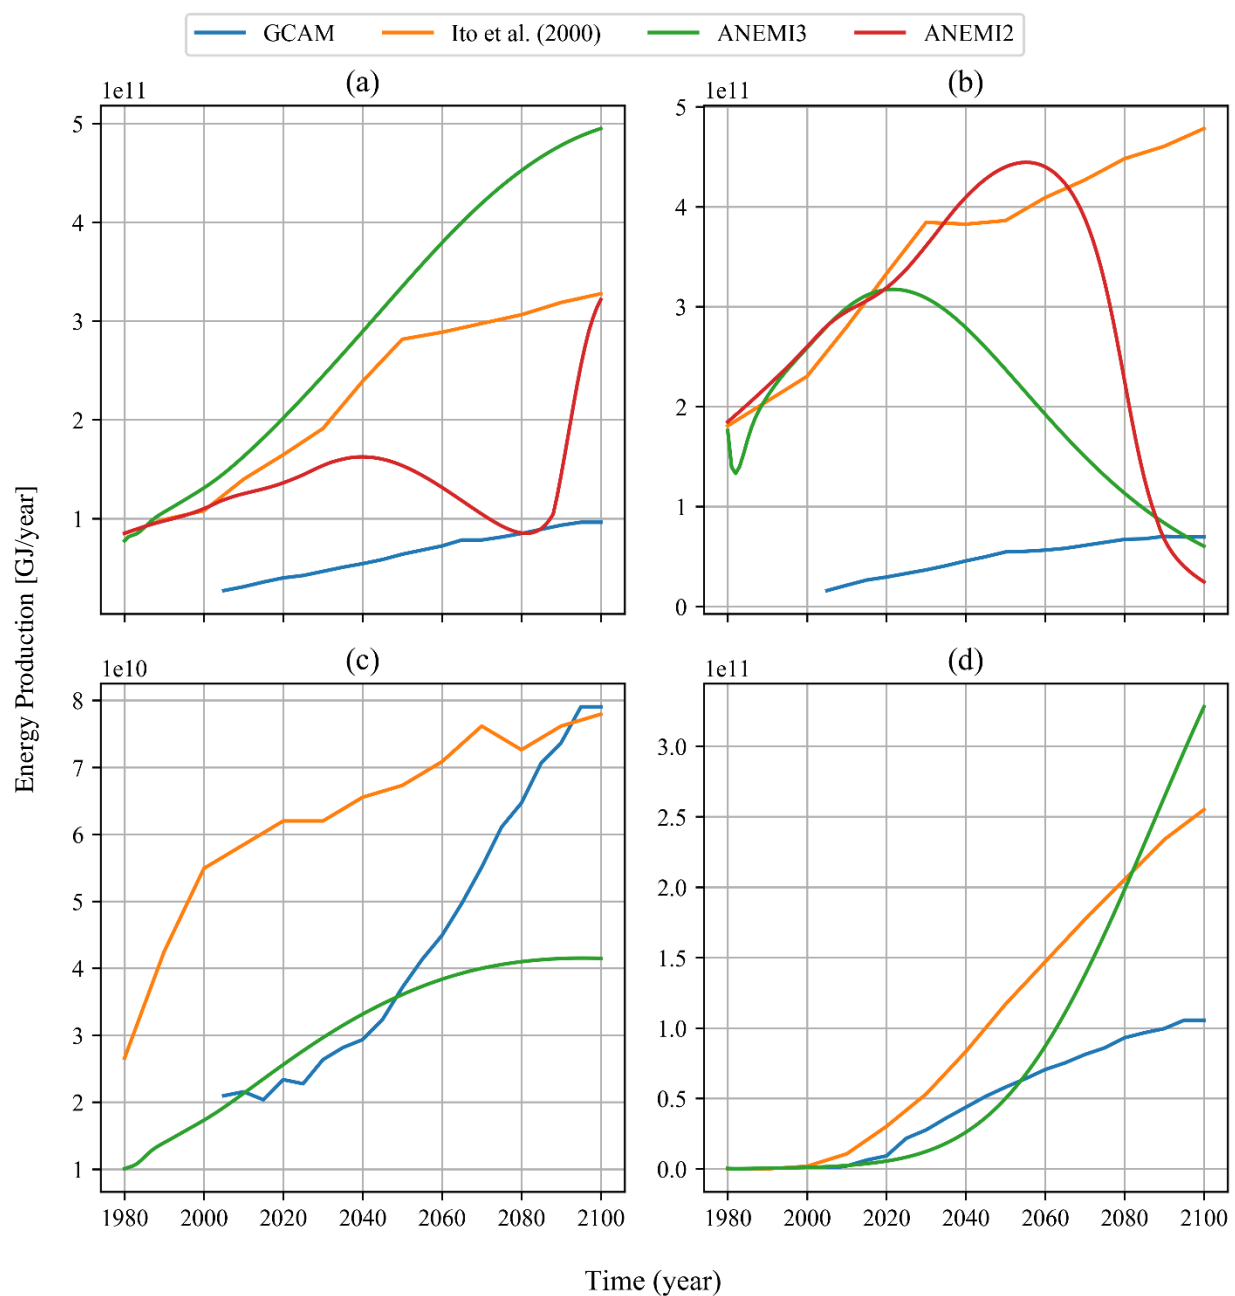 GCAM Ito et al. (2000) ANEMI3 ANEMI2
1e11 (a)
5
4
3
2
1
1e11 (b)
5
4
3
2
1
0
Energy Production [GJ/year]
1e10 (c)
8
7
6
5
4
3
2
1
1980 2000 2020 2040 2060 2080 2100
1e11 (d)
3.0
2.5
2.0
1.5
1.0
0.5
0.0
1980 2000 2020 2040 2060 2080 2100
Time (year)